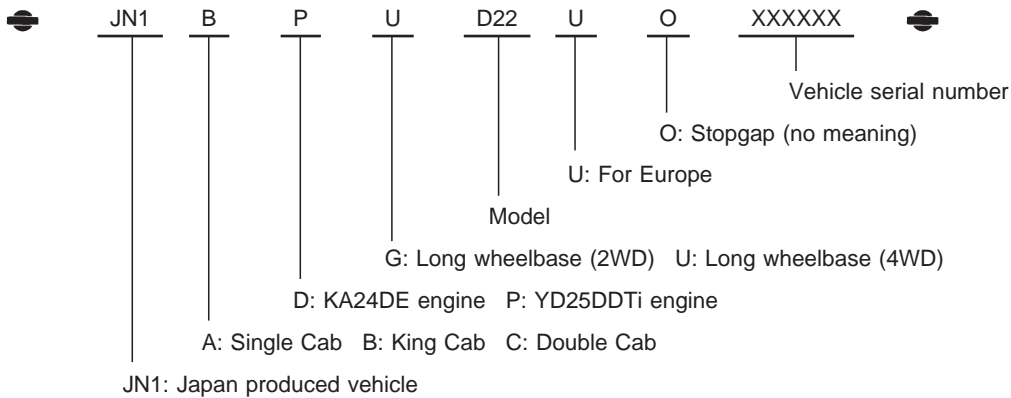 JN1 B P U D22 U O XXXXXX
Vehicle serial number
O: Stopgap (no meaning)
U: For Europe
Model
G: Long wheelbase (2WD) U: Long wheelbase (4WD)
D: KA24DE engine P: YD25DDTi engine
A: Single Cab B: King Cab C: Double Cab
JN1: Japan produced vehicle